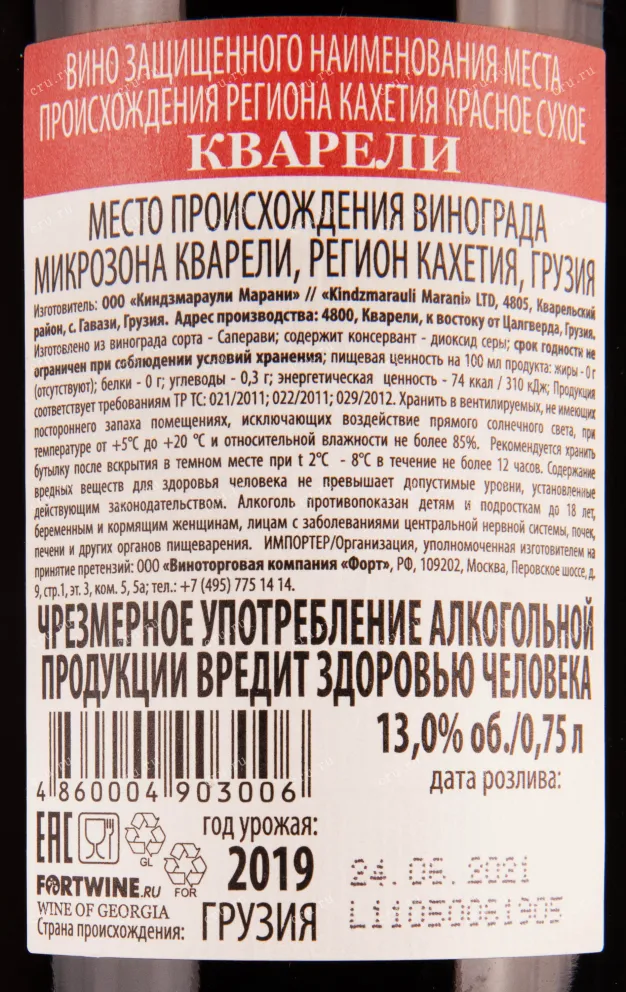 ВИНО ЗАЩИЩЕННОГО НАИМЕНОВАНИЯ МЕСТА
ПРОИСХОЖДЕНИЯ РЕГИОНА КАХЕТИЯ КРАСНОЕ СУХОЕ
КВАРЕЛИ
МЕСТО ПРОИСХОЖДЕНИЯ ВИНОГРАДА
МИКРОЗОНА КВАРЕЛИ, РЕГИОН КАХЕТИЯ, ГРУЗИЯ
Изготовитель: ООО «Киндзмараули Марани» // «Kindzmarauli Marani» LTD, 4805, Кварельский
район, с. Гавази, Грузия. Адрес производства: 4800, Кварели, к востоку от Цалгверда, Грузия.
Изготовлено из винограда сорта - Саперави; содержит консервант - диоксид серы; срок годности не
ограничен при соблюдении условий хранения; пищевая ценность на 100 мл продукта: жиры - 0 г
(отсутствуют); белки - 0 г; углеводы - 0,3 г; энергетическая ценность - 74 ккал / 310 кДж; Продукция
соответствует требованиям ТР ТС: 021/2011; 022/2011; 029/2012. Хранить в вентилируемых, не имеющих
постороннего запаха помещениях, исключающих воздействие прямого солнечного света, при
температуре от +5°С до +20 °С и относительной влажности не более 85%. Рекомендуется хранить
бутылку после вскрытия в темном месте при t 2°С - 8°С в течение не более 12 часов. Содержание
вредных веществ для здоровья человека не превышает допустимые уровни, установленные
действующим законодательством. Алкоголь противопоказан детям и подросткам до 18 лет,
беременным и кормящим женщинам, лицам с заболеваниями центральной нервной системы, почек,
печени и других органов пищеварения. ИМПОРТЕР/Организация, уполномоченная изготовителем на
принятие претензий: ООО «Виноторговая компания «Форт», РФ, 109202, Москва, Перовское шоссе, д.
9, стр.1, эт. 3, ком. 5, 5а; тел.: +7 (495) 775 14 14.
ЧРЕЗМЕРНОЕ УПОТРЕБЛЕНИЕ АЛКОГОЛЬНОЙ
ПРОДУКЦИИ ВРЕДИТ ЗДОРОВЬЮ ЧЕЛОВЕКА
13,0% об./0,75 л
дата розлива:
4 860004 903006
год урожая:
2019
EAC
GL
FOR
FORTWINE.RU
WINE OF GEORGIA
Страна происхождения: ГРУЗИЯ
24.06.2021